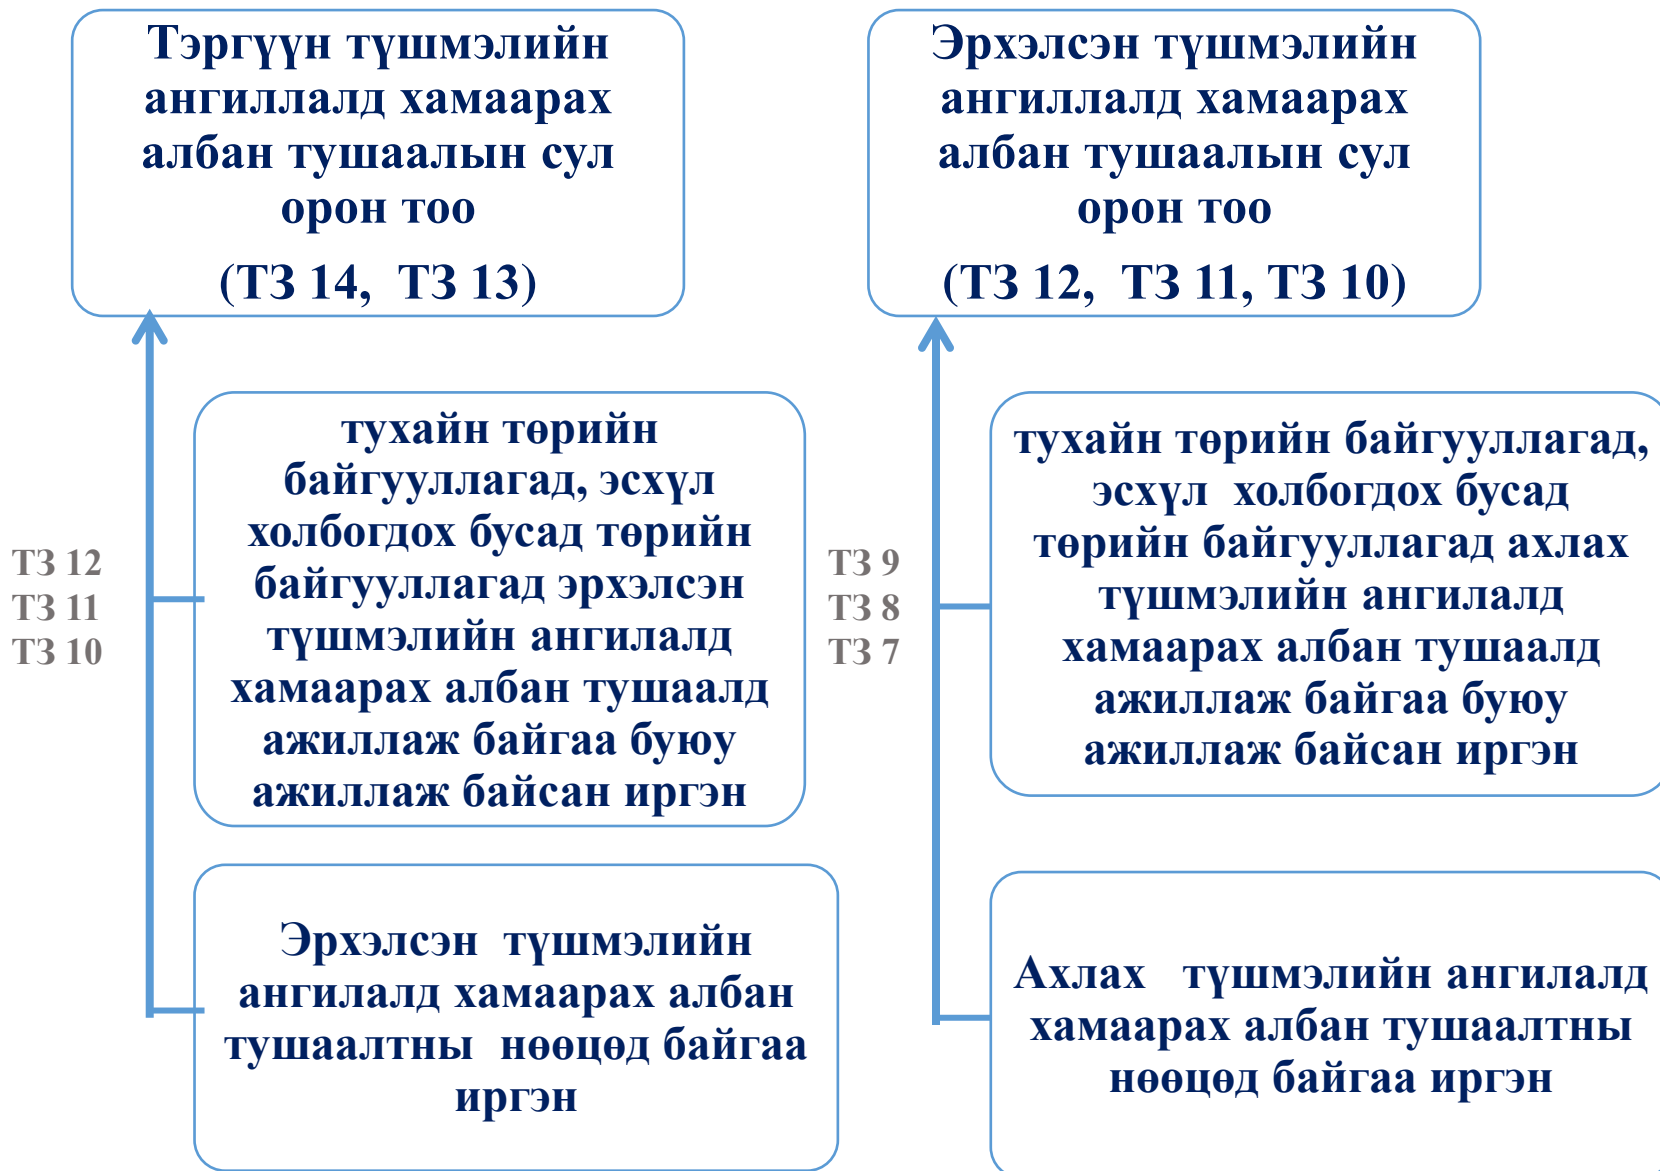 Тэргүүн түшмэлийн
ангиллалд хамаарах
албан тушаалын сул
орон тоо
(ТЗ 14,  ТЗ 13)
ТЗ 12
ТЗ 11
ТЗ 10
тухайн төрийн
байгууллагад, эсхүл
холбогдох бусад төрийн
байгууллагад эрхэлсэн
түшмэлийн ангилалд
хамаарах албан тушаалд
ажиллаж байгаа буюу
ажиллаж байсан иргэн
Эрхэлсэн  түшмэлийн
ангилалд хамаарах албан
тушаалтны  нөөцөд байгаа
иргэн
Эрхэлсэн түшмэлийн
ангиллалд хамаарах
албан тушаалын сул
орон тоо
(ТЗ 12,  ТЗ 11, ТЗ 10)
ТЗ 9
ТЗ 8
ТЗ 7
тухайн төрийн байгууллагад,
эсхүл  холбогдох бусад
төрийн байгууллагад ахлах
түшмэлийн ангилалд
хамаарах албан тушаалд
ажиллаж байгаа буюу
ажиллаж байсан иргэн
Ахлах   түшмэлийн ангилалд
хамаарах албан тушаалтны
нөөцөд байгаа иргэн